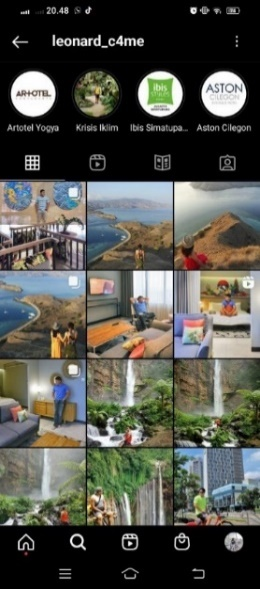 20.48
leonard_c4me
ARTOTEL
ibis
ASTON
CILEGON
Artotel Yogya
Krisis Iklim
Ibis Simatupa...
Aston Cilegon